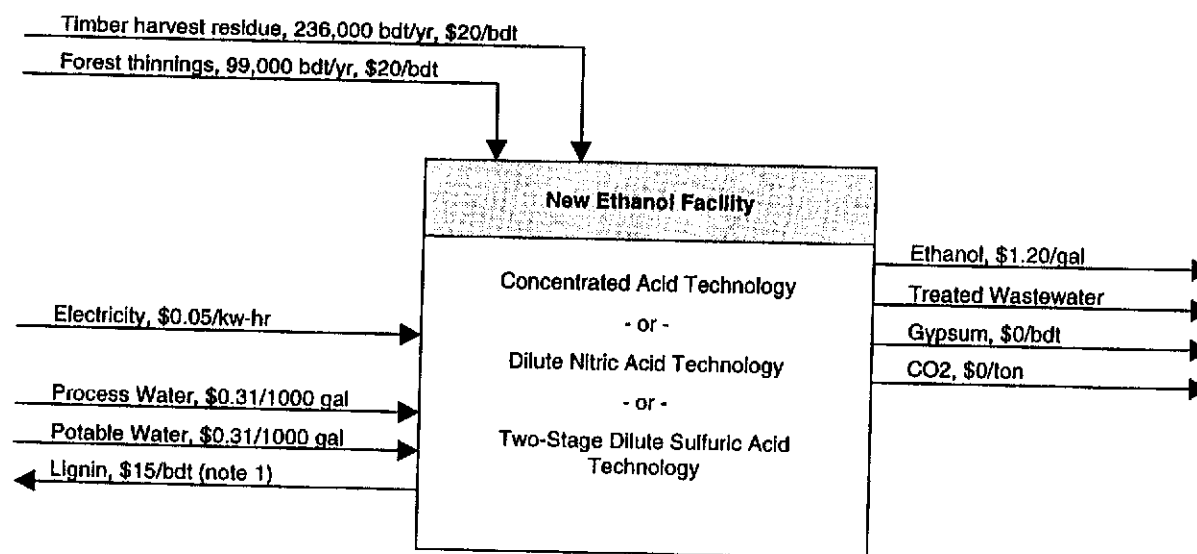 Timber harvest residue, 236,000 bdt/yr, $20/bdt
Forest thinnings, 99,000 bdt/yr, $20/bdt
New Ethanol Facility
Concentrated Acid Technology
- or -
Dilute Nitric Acid Technology
- or -
Two-Stage Dilute Sulfuric Acid
Technology
Electricity, $0.05/kw-hr
Process Water, $0.31/1000 gal
Potable Water, $0.31/1000 gal
Lignin, $15/bdt (note 1)
Ethanol, $1.20/gal
Treated Wastewater
Gypsum, $0/bdt
CO2, $0/ton